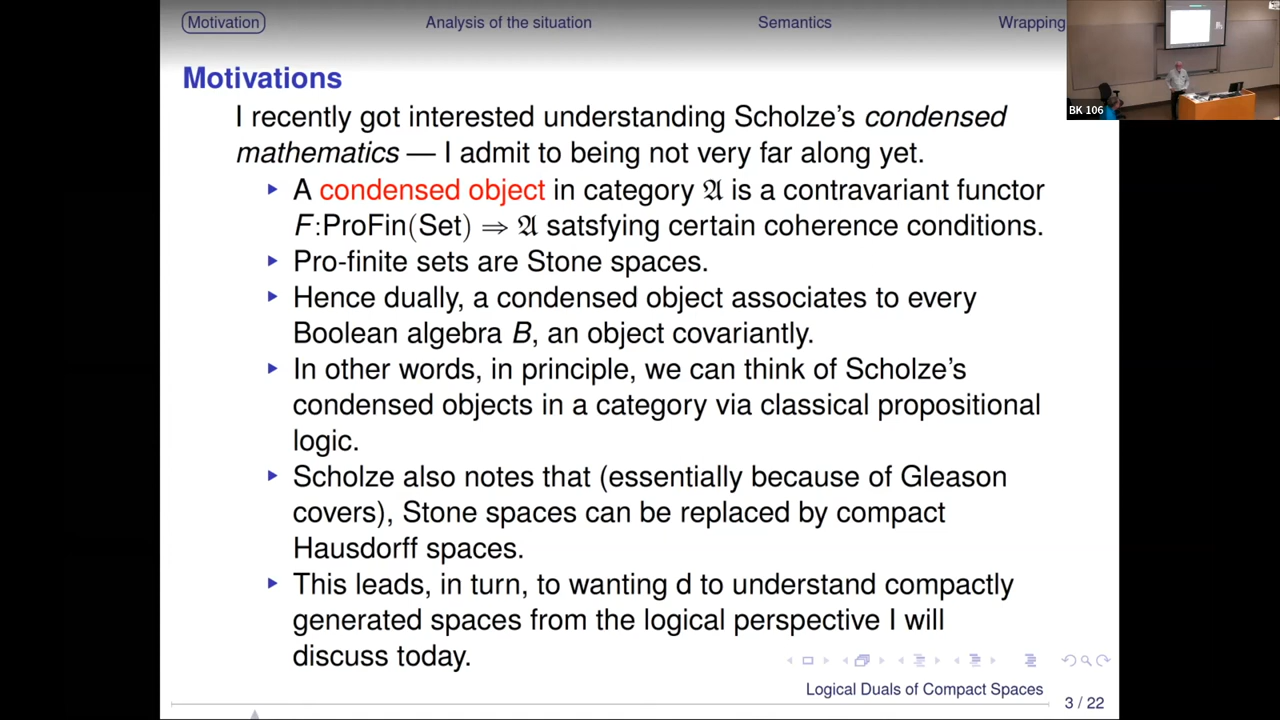 Motivation
Analysis of the situation
Semantics
Wrapping
BK 106
Motivations
I recently got interested understanding Scholze's condensed
mathematics — I admit to being not very far along yet.
A condensed object in category 𝔄 is a contravariant functor
F:ProFin(Set) ⇒ 𝔄 satsfying certain coherence conditions.
Pro-finite sets are Stone spaces.
Hence dually, a condensed object associates to every
Boolean algebra B, an object covariantly.
In other words, in principle, we can think of Scholze's
condensed objects in a category via classical propositional
logic.
Scholze also notes that (essentially because of Gleason
covers), Stone spaces can be replaced by compact
Hausdorff spaces.
This leads, in turn, to wanting d to understand compactly
generated spaces from the logical perspective I will
discuss today.
Logical Duals of Compact Spaces
3 / 22